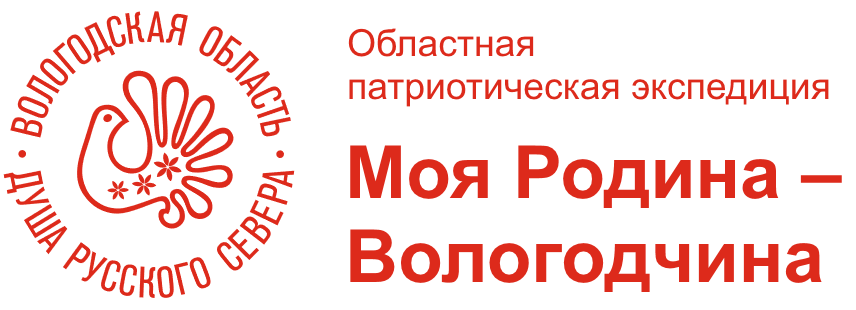 ВОЛОГОДСКАЯ ОБЛАСТЬ
ДУША РУССКОГО СЕВЕРА
Областная
патриотическая экспедиция
Моя Родина –
Вологодчина